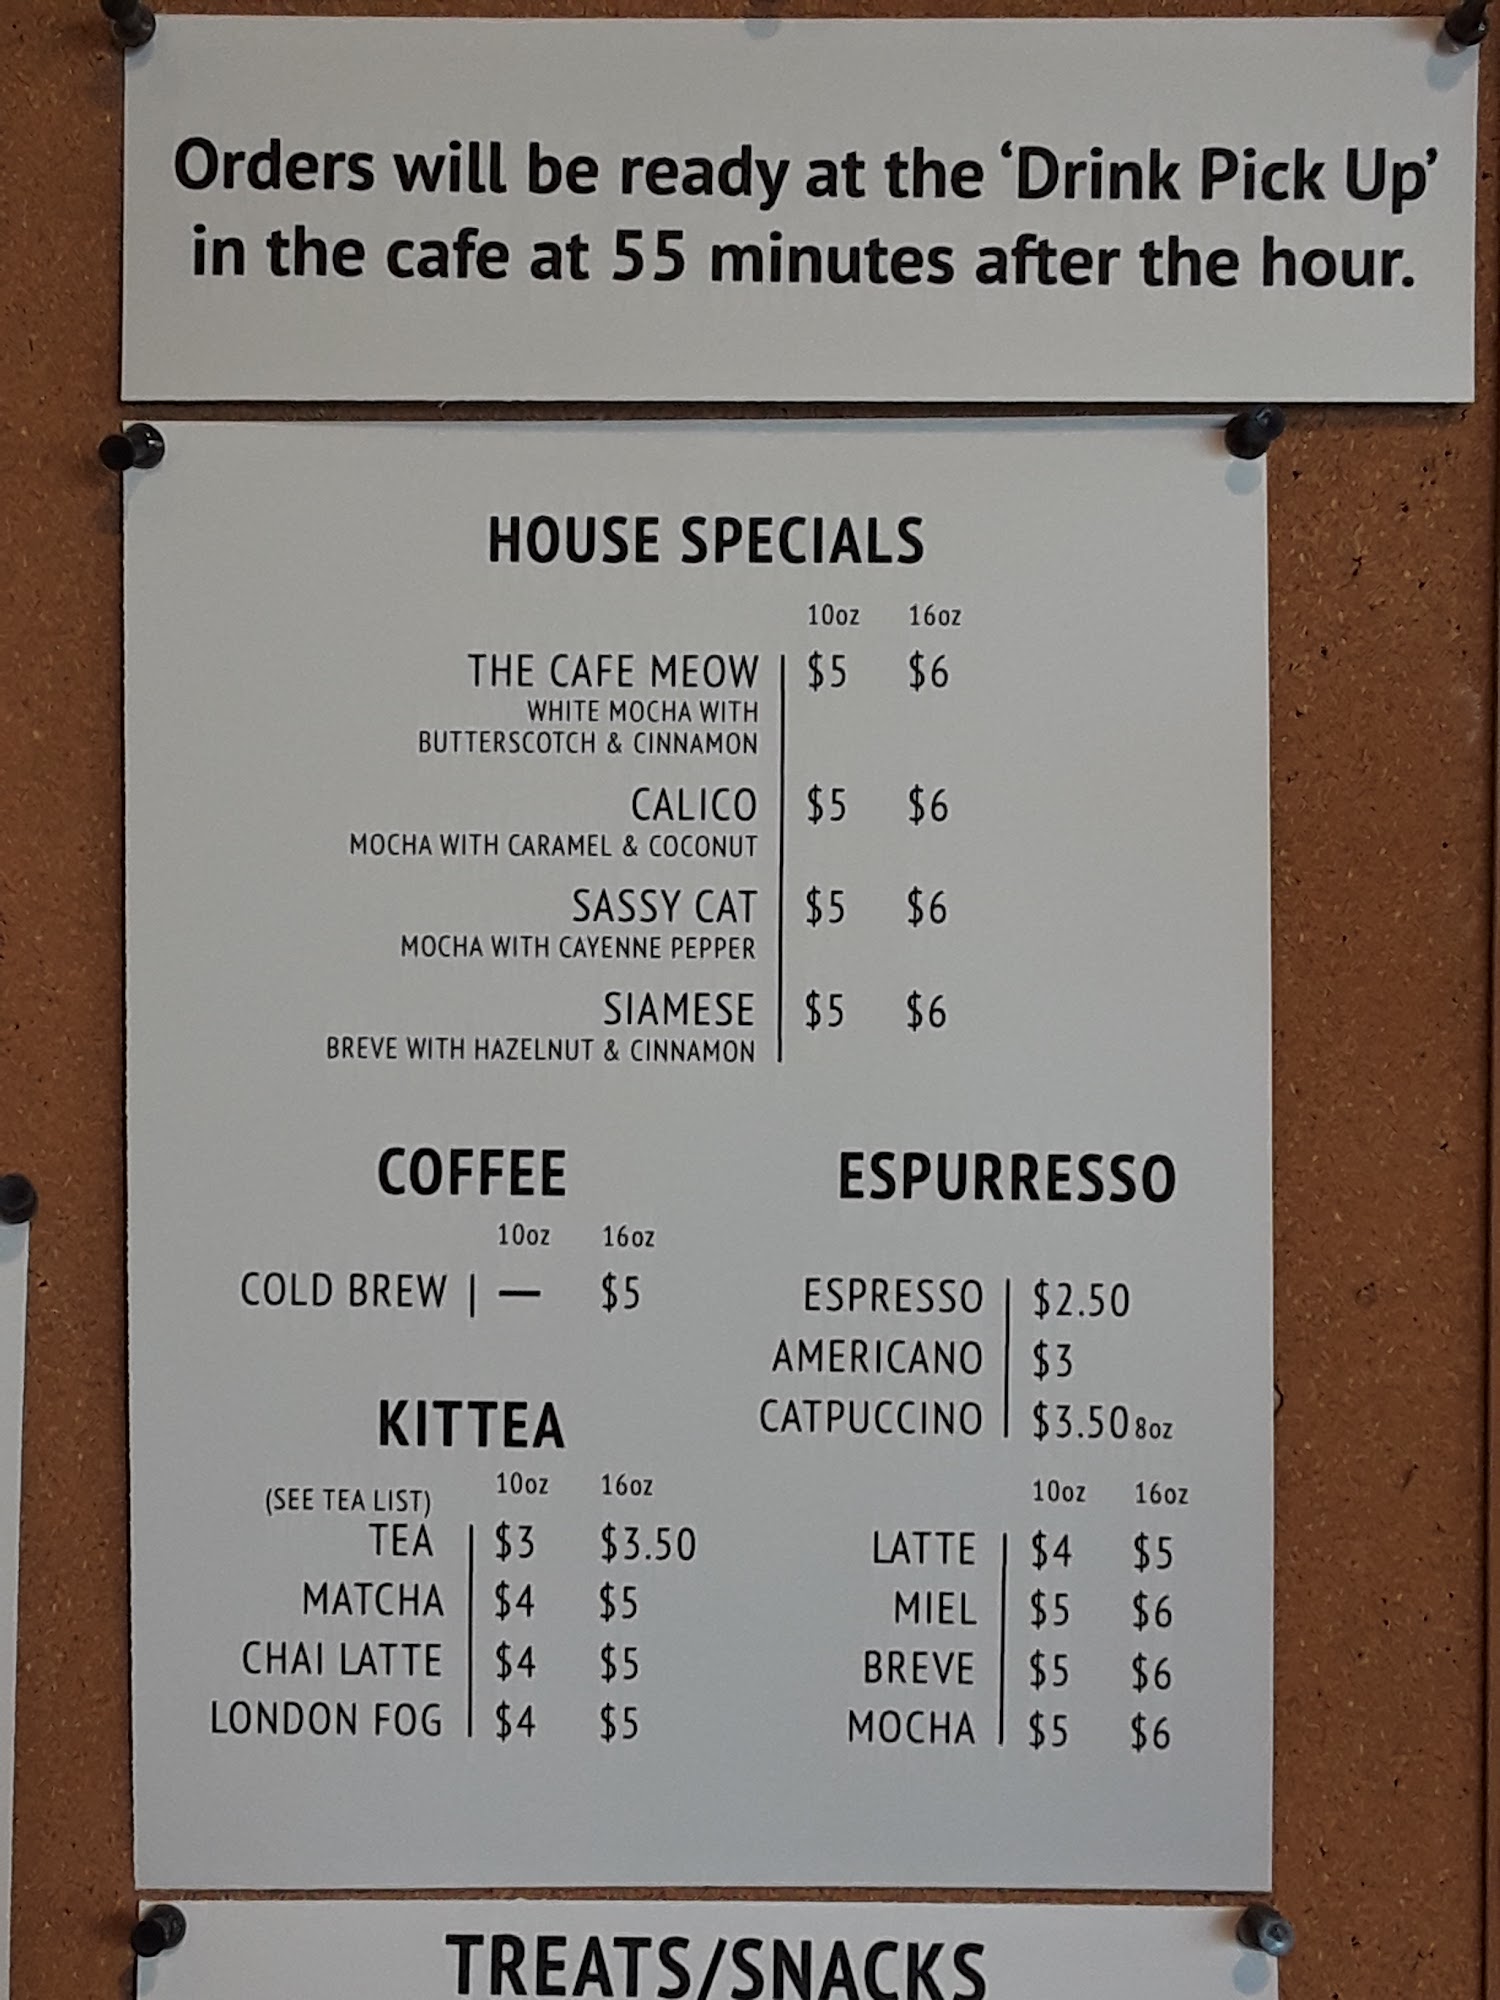 Orders will be ready at the ‘Drink Pick Up’
in the cafe at 55 minutes after the hour.
HOUSE SPECIALS
10oz 16oz
THE CAFE MEOW $5 $6
WHITE MOCHA WITH
BUTTERSCOTCH & CINNAMON
CALICO $5 $6
MOCHA WITH CARAMEL & COCONUT
SASSY CAT $5 $6
MOCHA WITH CAYENNE PEPPER
SIAMESE $5 $6
BREVE WITH HAZELNUT & CINNAMON
COFFEE
10oz 16oz
COLD BREW — $5
KITTEA
(SEE TEA LIST) 10oz 16oz
TEA $3 $3.50
MATCHA $4 $5
CHAI LATTE $4 $5
LONDON FOG $4 $5
ESPURRESSO
ESPRESSO $2.50
AMERICANO $3
CATPUCCINO $3.50 8oz
10oz 16oz
LATTE $4 $5
MIEL $5 $6
BREVE $5 $6
MOCHA $5 $6
TREATS/SNACKS